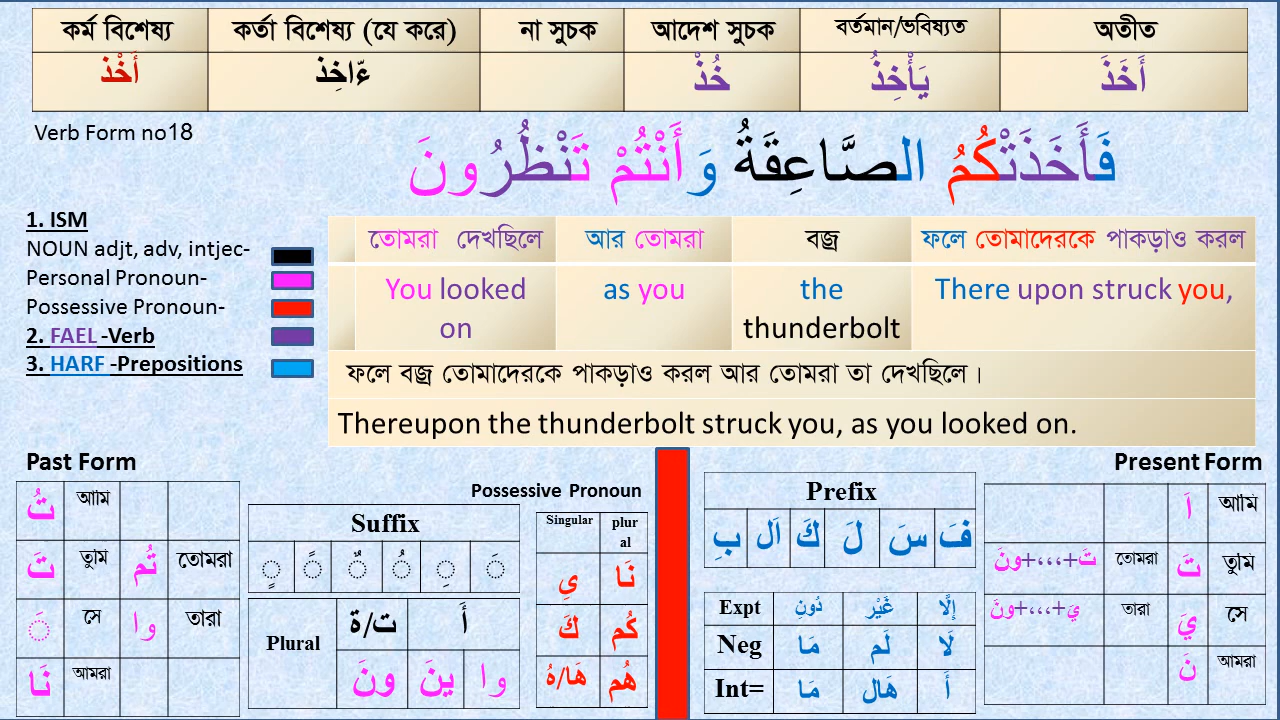 কর্ম বিশেষ্য কর্তা বিশেষ্য (যে করে) না সুচক আদেশ সুচক বর্তমান/ভবিষ্যত অতীত
أَخْذ ءَّاخِذ خُذْ يَأْخِذُ أَخَذَ
Verb Form no18
فَأَخَذَتْكُمُ الصَّاعِقَةُ وَأَنْتُمْ تَنْظُرُونَ
1. ISM
NOUN adjt, adv, intjec-
Personal Pronoun-
Possessive Pronoun-
2. FAEL -Verb
3. HARF -Prepositions
তোমরা দেখছিলে আর তোমরা বজ্র ফলে তোমাদেরকে পাকড়াও করল
You looked on as you the thunderbolt There upon struck you,
ফলে বজ্র তোমাদেরকে পাকড়াও করল আর তোমরা তা দেখছিলে।
Thereupon the thunderbolt struck you, as you looked on.
Past Form
تُ আমি
تَ তুমি تُم তোমরা
َ সে وا তারা
نَا আমরা
Suffix
ٍ ً ٌ ُ ِ َ
Plural ت/ة أَ
ونَ ينَ وا
Possessive Pronoun
Singular plural
ي نَا
كَ كُم
هَا/هُ هُم
Prefix
بِ اَل كَ لَ سَ فَ
Expt دُونِ غَيْر إِلَّا
Neg مَا لَم لَا
Int= مَا هَال أَ
Present Form
اَ আমি
تَ+،،،+ونَ তোমরা تَ তুমি
يَ+،،،+ونَ তারা يَ সে
نَ আমরা